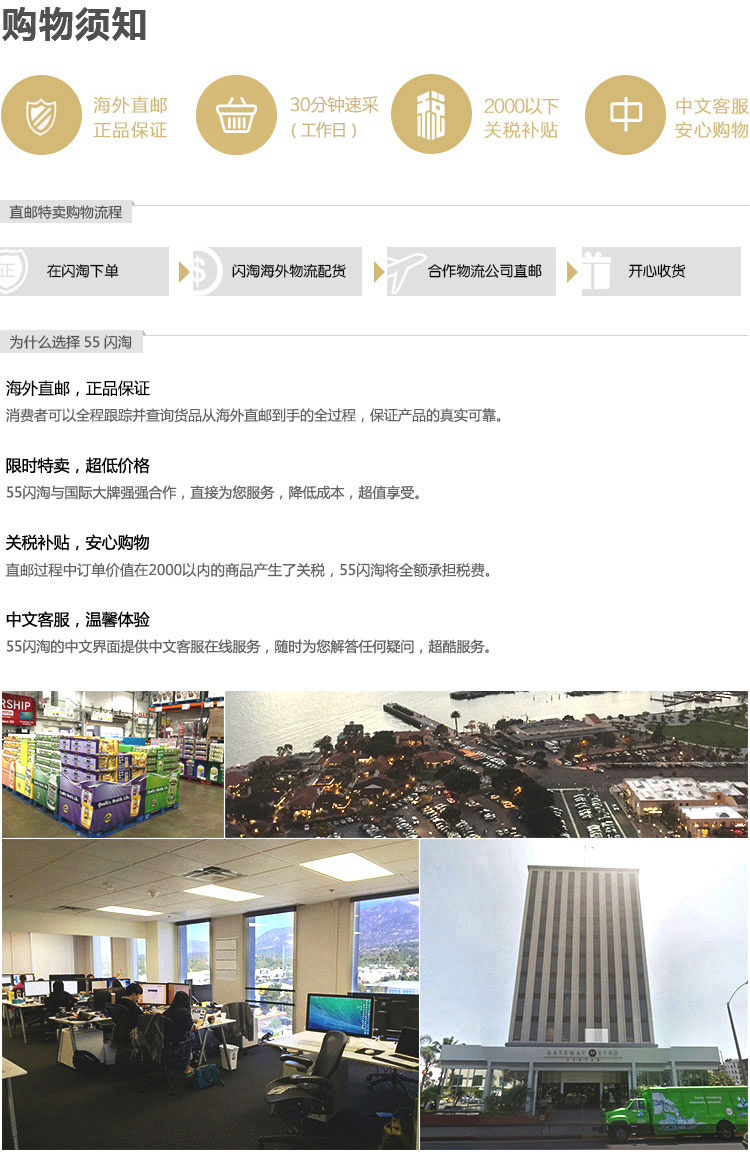 购物须知
海外直邮
正品保证
30分钟速采
（工作日）
2000以下
关税补贴
中
中文客服
安心购物
直邮特卖购物流程
正
在闪淘下单
$
闪淘海外物流配货
合作物流公司直邮
开心收货
为什么选择 55 闪淘
海外直邮，正品保证
消费者可以全程跟踪并查询货品从海外直邮到手的全过程，保证产品的真实可靠。
限时特卖，超低价格
55闪淘与国际大牌强强合作，直接为您服务，降低成本，超值享受。
关税补贴，安心购物
直邮过程中订单价值在2000以内的商品产生了关税，55闪淘将全额承担税费。
中文客服，温馨体验
55闪淘的中文界面提供中文客服在线服务，随时为您解答任何疑问，超酷服务。
RSHIP
GATEWAY METRO
CENTER